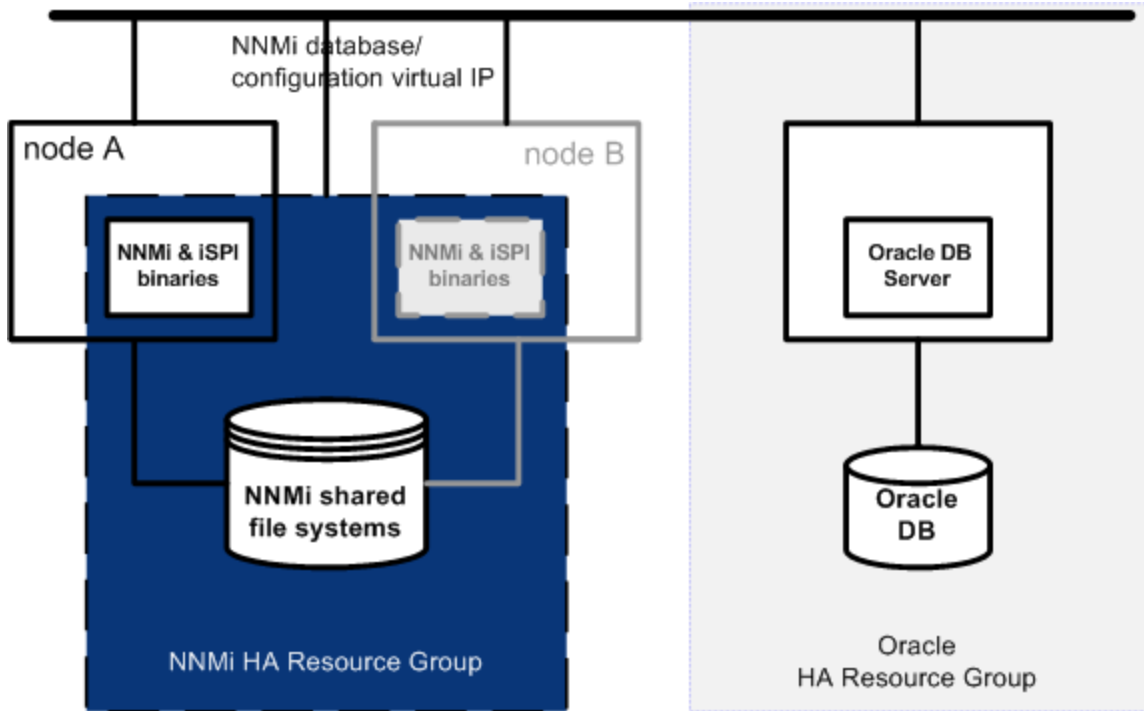 NNMi database/
configuration virtual IP
node A
node B
NNMi & iSPI
binaries
NNMi & iSPI
binaries
Oracle DB
Server
NNMi shared
file systems
Oracle
DB
NNMi HA Resource Group
Oracle
HA Resource Group